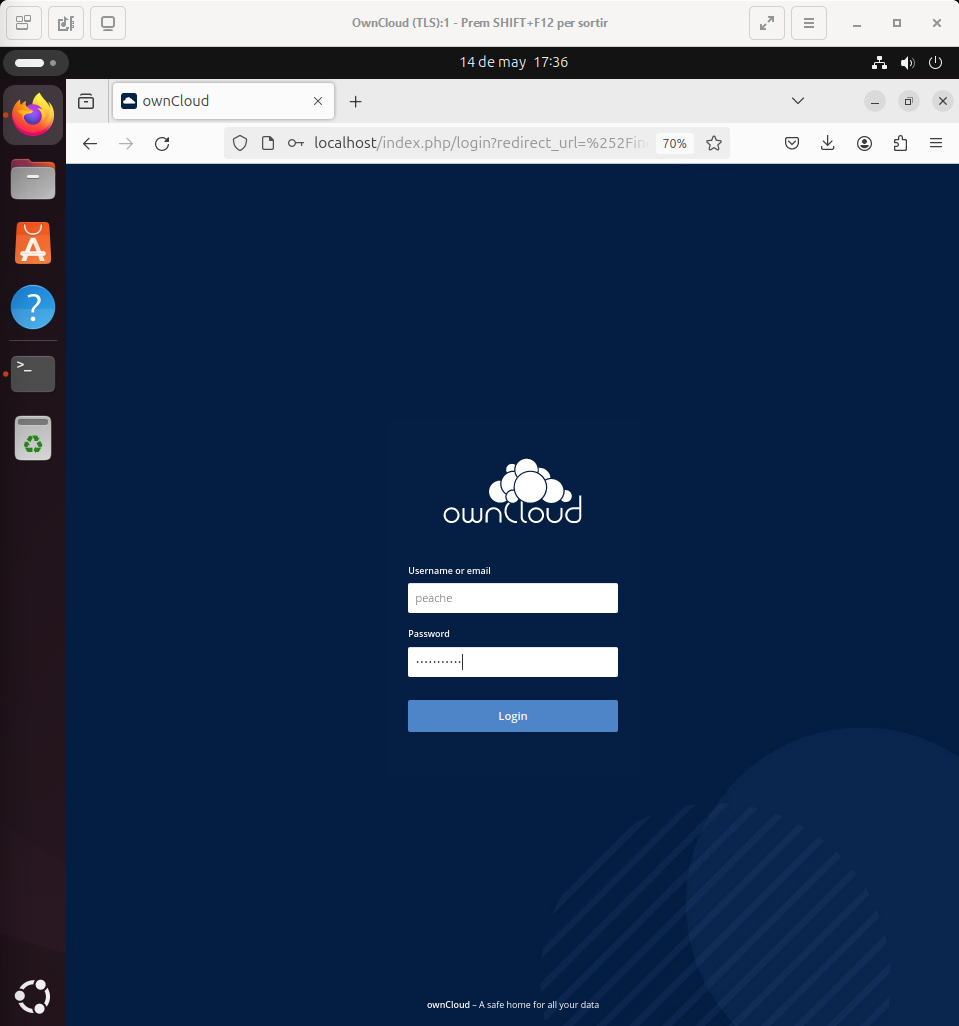 OwnCloud (TLS):1 - Prem SHIFT+F12 per sortir
14 de may 17:36
ownCloud
localhost/index.php/login?redirect_url=%252Fin
70%
ownCloud
Username or email
peache
Password
Login
ownCloud – A safe home for all your data